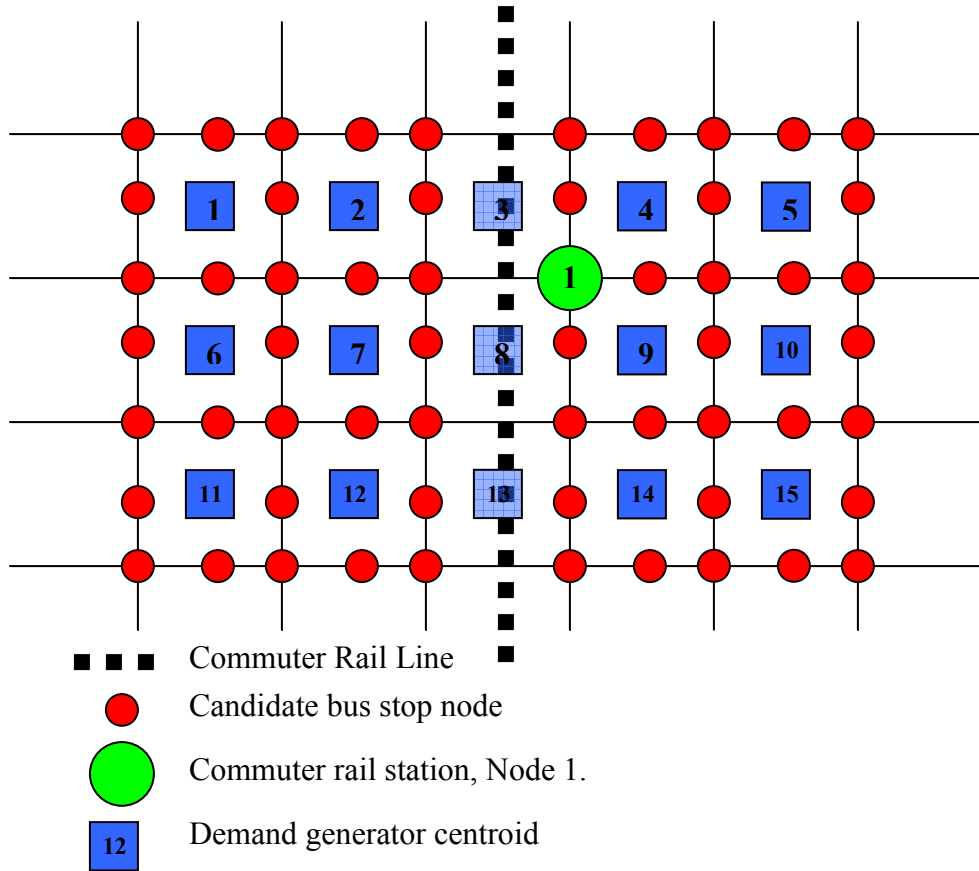 1 2 3 4 5
1
6 7 8 9 10
11 12 13 14 15
Commuter Rail Line
Candidate bus stop node
Commuter rail station, Node 1.
12 Demand generator centroid